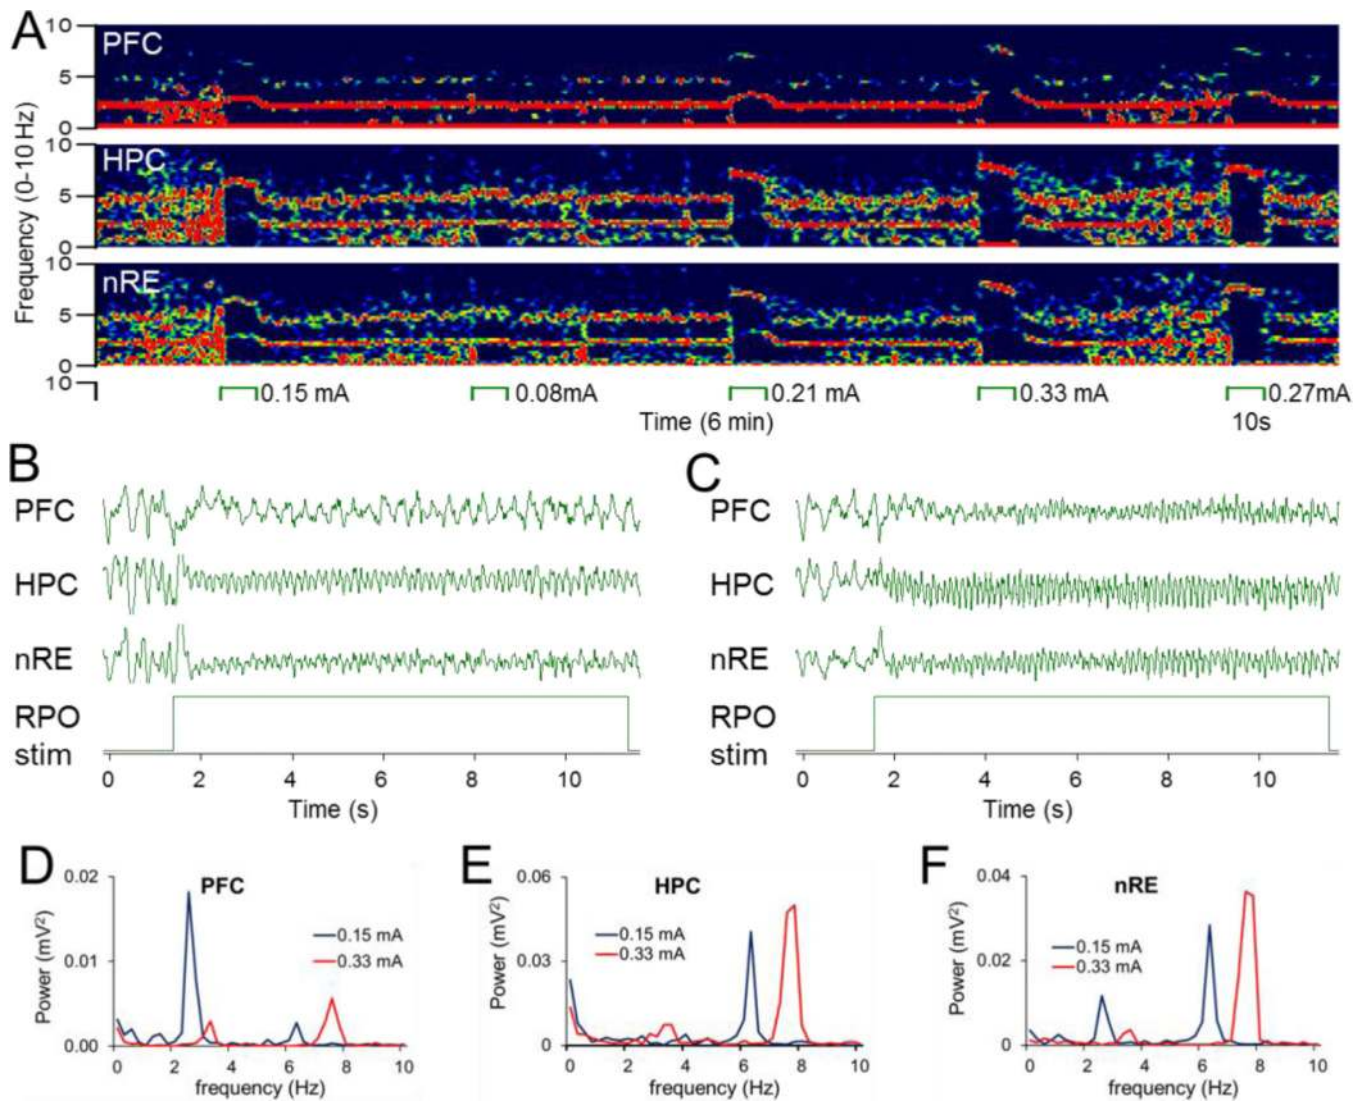 A
10
PFC
5
0
10
HPC
5
0
10
nRE
5
0
10
Frequency (0-10 Hz)
0.15 mA 0.08mA 0.21 mA 0.33 mA 0.27mA
Time (6 min) 10s
B
PFC
HPC
nRE
RPO
stim
0 2 4 6 8 10
Time (s)
C
PFC
HPC
nRE
RPO
stim
0 2 4 6 8 10
Time (s)
D
PFC
Power (mV²)
0.02
0.01
0.00
0.15 mA
0.33 mA
0 2 4 6 8 10
frequency (Hz)
E
HPC
Power (mV²)
0.06
0.03
0
0.15 mA
0.33 mA
0 2 4 6 8 10
frequency (Hz)
F
nRE
Power (mV²)
0.04
0.02
0
0.15 mA
0.33 mA
0 2 4 6 8 10
frequency (Hz)